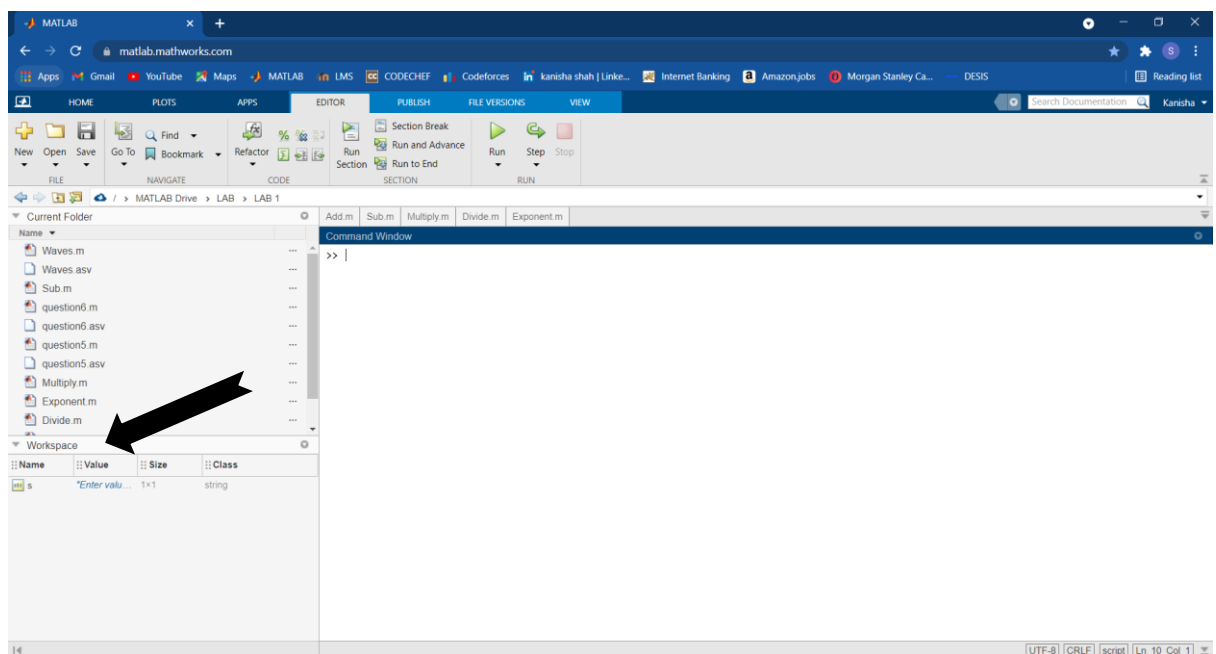 MATLAB
matlab.mathworks.com
S
Apps Gmail YouTube Maps MATLAB LMS CODECHEF Codeforces kanisha shah | Linke... Internet Banking Amazon.jobs Morgan Stanley Ca... DESIS Reading list
HOME PLOTS APPS EDITOR PUBLISH FILE VERSIONS VIEW Search Documentation Kanisha
New Open Save Go To Find Bookmark Refactor Run Section Section Break Run and Advance Run to End Run Step Stop
FILE NAVIGATE CODE SECTION RUN
/ › MATLAB Drive › LAB › LAB 1
Current Folder
Name
Waves.m
Waves.asv
Sub.m
question6.m
question6.asv
question5.m
question5.asv
Multiply.m
Exponent.m
Divide.m
Workspace
Name Value Size Class
s "Enter valu... 1×1 string
Add.m Sub.m Multiply.m Divide.m Exponent.m
Command Window
>>
UTF-8 CRLF script Ln 10 Col 1